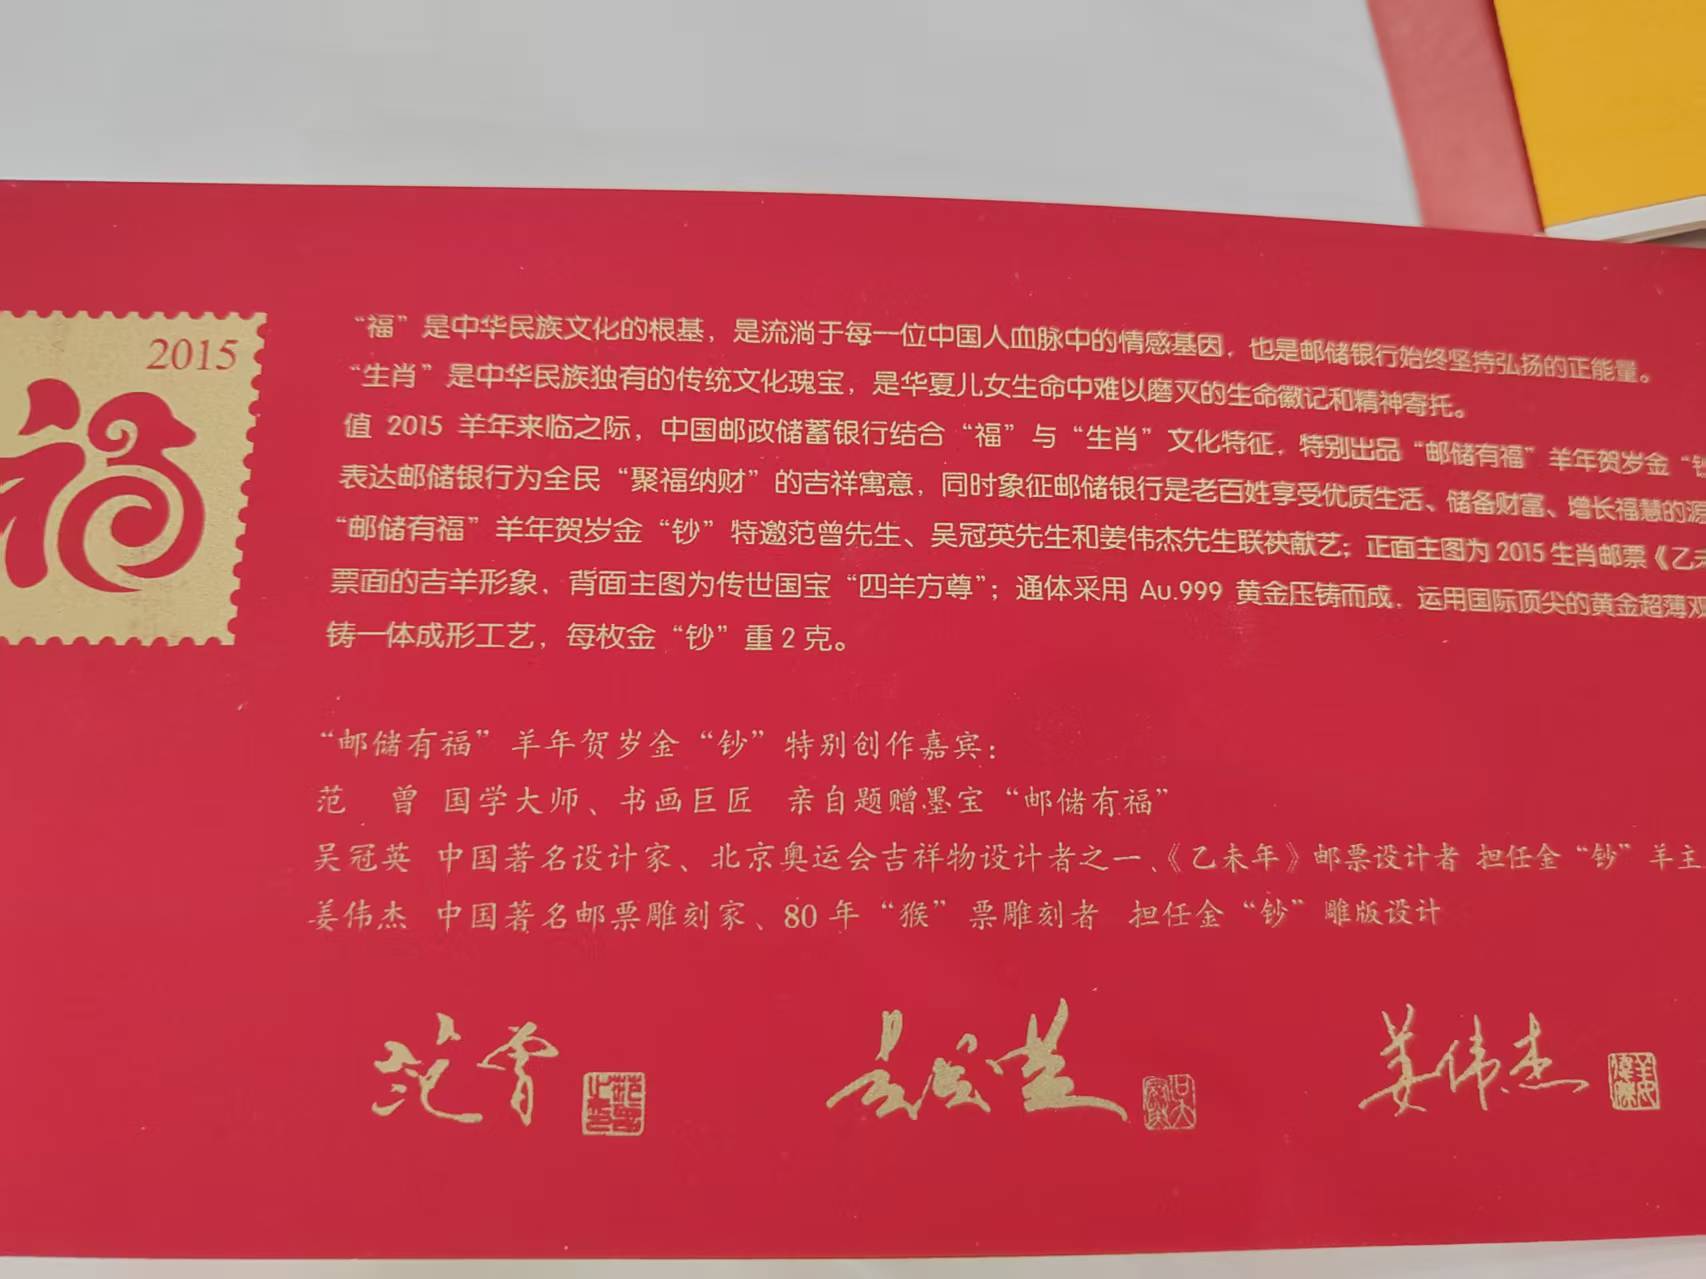 2015
“福”是中华民族文化的根基，是流淌于每一位中国人血脉中的情感基因，也是邮储银行始终坚持弘扬的正能量。
“生肖”是中华民族独有的传统文化瑰宝，是华夏儿女生命中难以磨灭的生命徽记和精神寄托。
值 2015 羊年来临之际，中国邮政储蓄银行结合“福”与“生肖”文化特征，特别出品“邮储有福”羊年贺岁金“钞
表达邮储银行为全民“聚福纳财”的吉祥寓意，同时象征邮储银行是老百姓享受优质生活、储备财富、增长福慧的源
“邮储有福”羊年贺岁金“钞”特邀范曾先生、吴冠英先生和姜伟杰先生联袂献艺；正面主图为 2015 生肖邮票《乙未
票面的吉羊形象，背面主图为传世国宝“四羊方尊”；通体采用 Au.999 黄金压铸而成，运用国际顶尖的黄金超薄双
铸一体成形工艺，每枚金“钞”重 2 克。
“邮储有福”羊年贺岁金“钞”特别创作嘉宾：
范 曾 国学大师、书画巨匠 亲自题赠墨宝“邮储有福”
吴冠英 中国著名设计家、北京奥运会吉祥物设计者之一、《乙未年》邮票设计者 担任金“钞”羊主
姜伟杰 中国著名邮票雕刻家、80 年“猴”票雕刻者 担任金“钞”雕版设计
范曾 吴冠英 姜伟杰